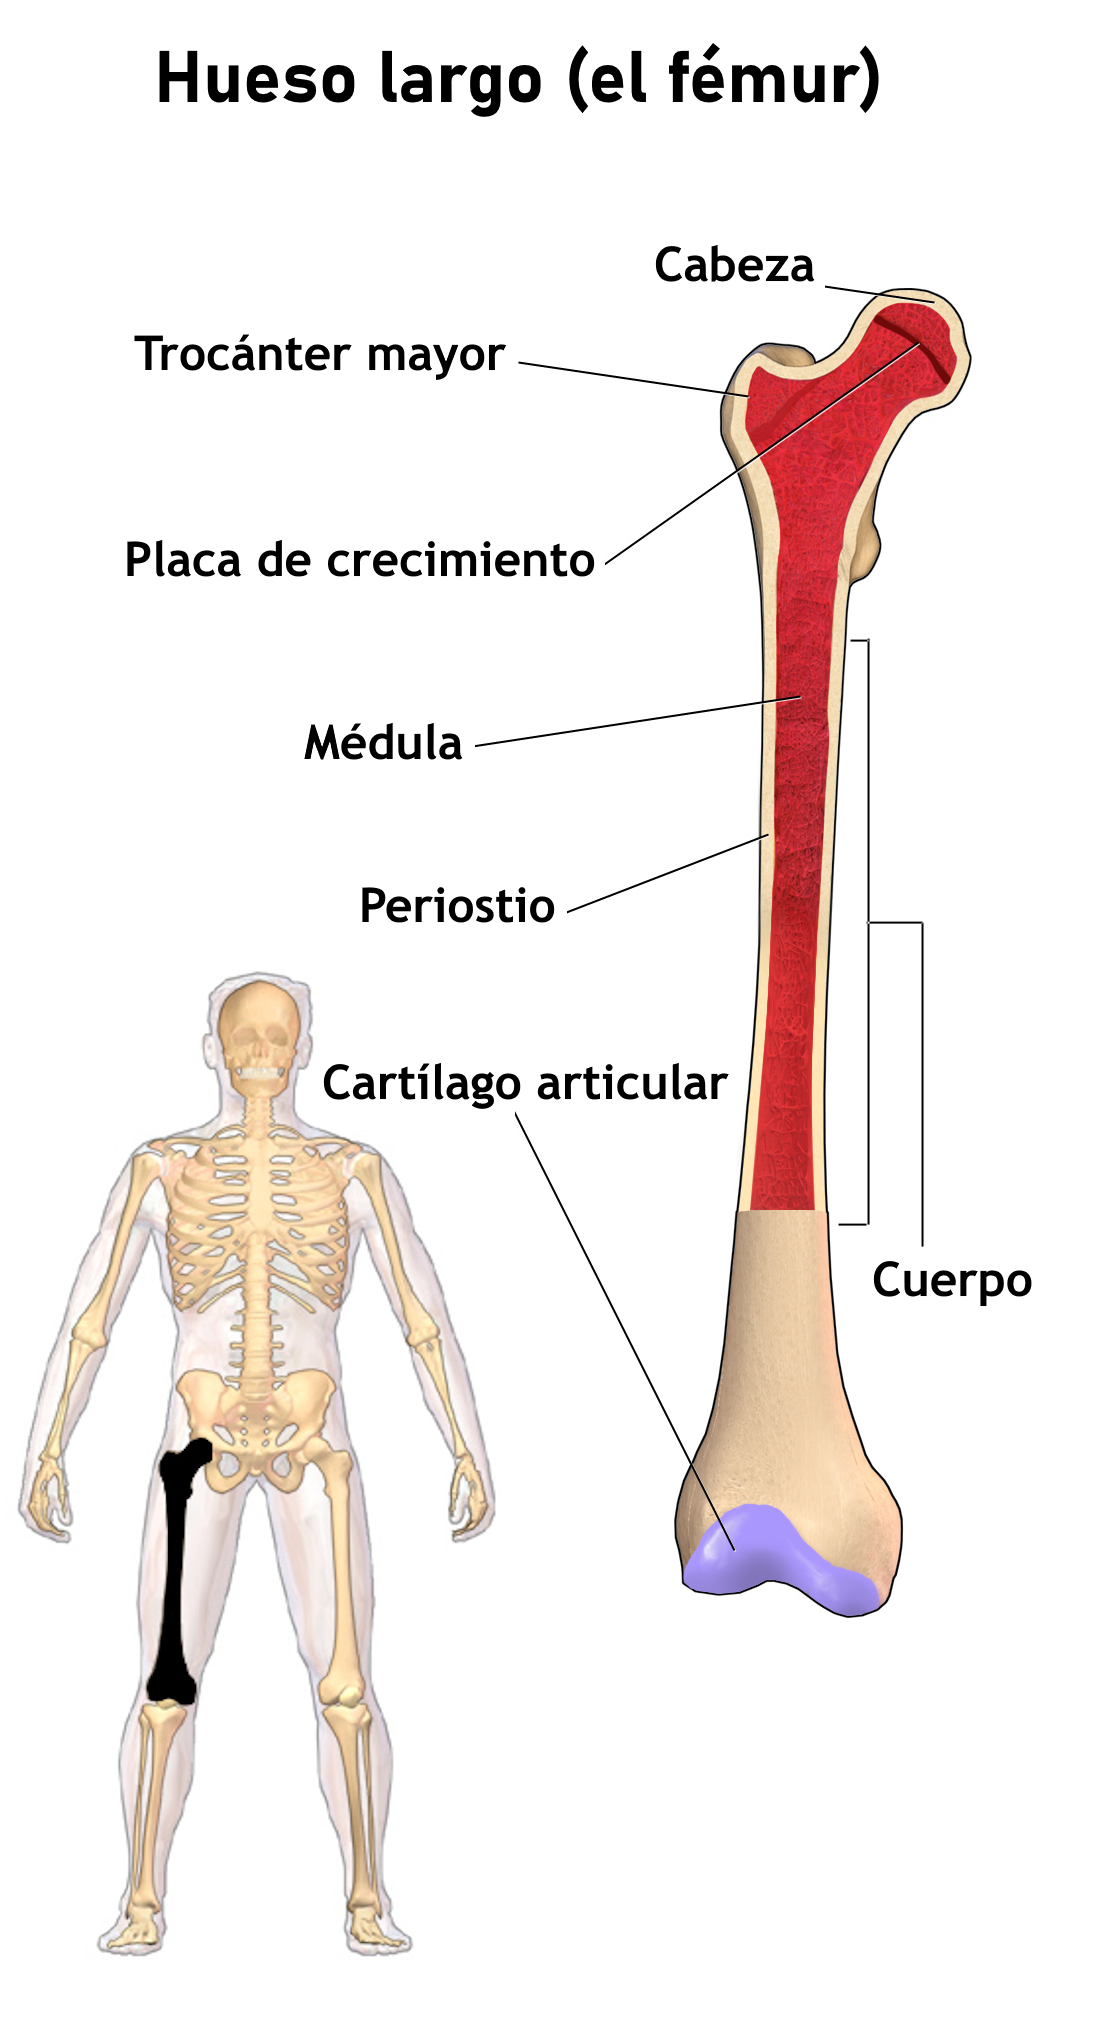 Hueso largo (el fémur)
Cabeza
Trocánter mayor
Placa de crecimiento
Médula
Periostio
Cartílago articular
Cuerpo